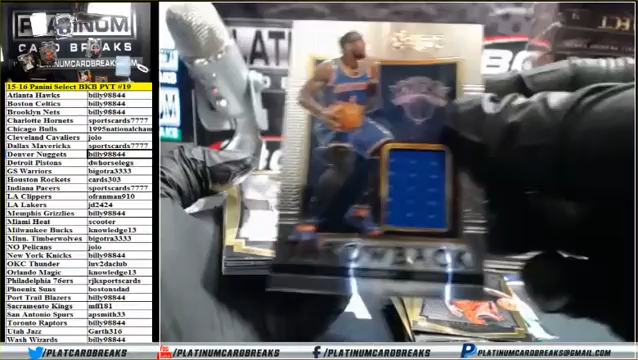 PLATINUM
CARD BREAKS
PLATINUMCARDBREAKS.COM
15-16 Panini Select BKB PYT #19
Atlanta Hawks billy98844
Boston Celtics billy98844
Brooklyn Nets billy98844
Charlotte Hornets sportscards7777
Chicago Bulls 1995nationalcham
Cleveland Cavaliers jolo
Dallas Mavericks sportscards7777
Denver Nuggets billy98844
Detroit Pistons dwhorselegs
GS Warriors bigotra3333
Houston Rockets cards303
Indiana Pacers sportscards7777
LA Clippers ofranman910
LA Lakers jd2424
Memphis Grizzlies billy98844
Miami Heat scooter
Milwaukee Bucks knowledge13
Minn. Timberwolves bigotra3333
NO Pelicans jolo
New York Knicks billy98844
OKC Thunder luv2daclub
Orlando Magic knowledge13
Philadelphia 76ers rjksportscards
Phoenix Suns bostonsdad
Port Trail Blazers billy98844
Sacramento Kings mff181
San Antonio Spurs apsmith33
Toronto Raptors billy98844
Utah Jazz Garth316
Wash Wizards billy98844
/PLATCARDBREAKS
/PLATINUMCARDBREAKS
/PLATINUMCARDBREAKS
PLATINUMCARDBREAKS@GMAIL.COM